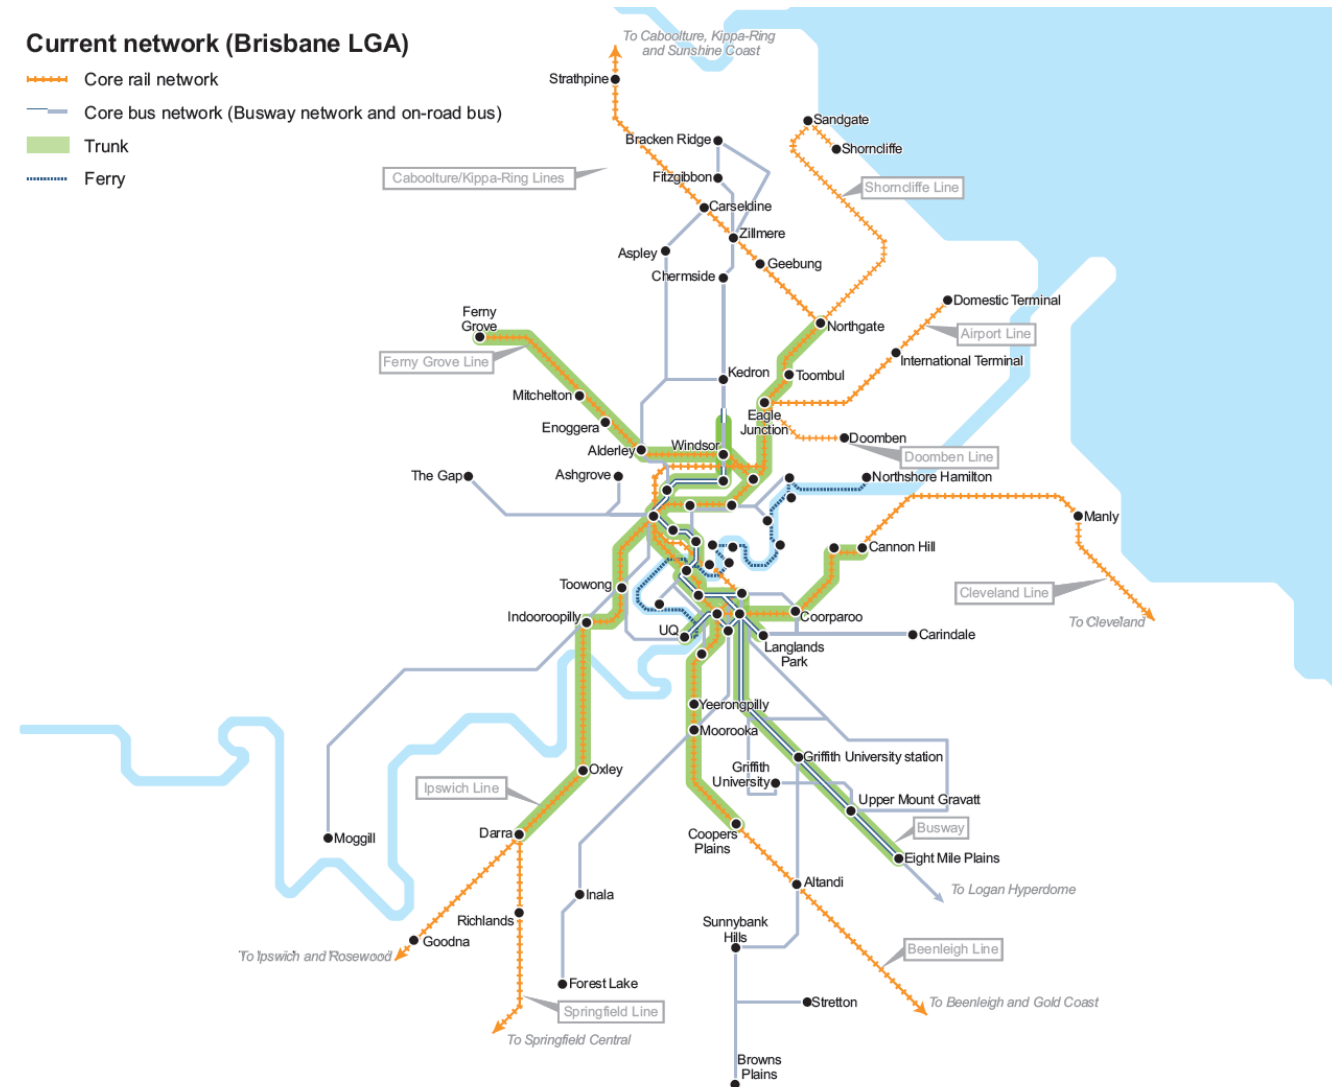 Current network (Brisbane LGA)
Core rail network
Core bus network (Busway network and on-road bus)
Trunk
Ferry
To Caboolture, Kippa-Ring
and Sunshine Coast
Strathpine
Sandgate
Bracken Ridge
Shorncliffe
Caboolture/Kippa-Ring Lines
Fitzgibbon
Shorncliffe Line
Carseldine
Zillmere
Aspley
Geebung
Chermside
Domestic Terminal
Ferry
Grove
Northgate
Airport Line
Ferny Grove Line
International Terminal
Kedron
Toombul
Mitchelton
Eagle
Junction
Enoggera
Doomben
Alderley
Windsor
Doomben Line
The Gap
Ashgrove
Northshore Hamilton
Manly
Cannon Hill
Toowong
Cleveland Line
Indooroopilly
Coorparoo
To Cleveland
UQ
Carindale
Langlands
Park
Yeerongpilly
Moorooka
Griffith University station
Oxley
Griffith
University
Ipswich Line
Upper Mount Gravatt
Darra
Busway
Moggill
Coopers
Plains
Eight Mile Plains
Altandi
To Logan Hyperdome
Inala
Richlands
Sunnybank
Hills
Goodna
Beenleigh Line
To Ipswich and Rosewood
Forest Lake
Stretton
To Beenleigh and Gold Coast
Springfield Line
To Springfield Central
Browns
Plains